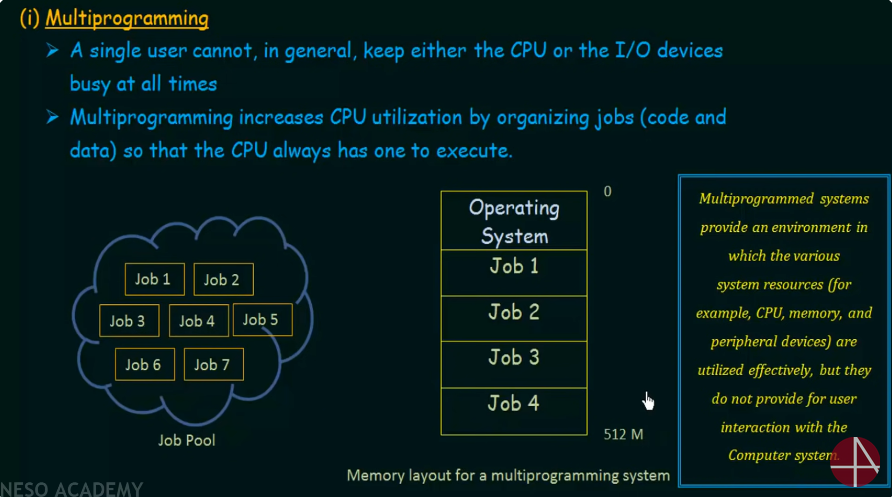 (i) Multiprogramming
➢ A single user cannot, in general, keep either the CPU or the I/O devices
busy at all times
➢ Multiprogramming increases CPU utilization by organizing jobs (code and
data) so that the CPU always has one to execute.
Job 1
Job 2
Job 3
Job 4
Job 5
Job 6
Job 7
Job Pool
0
Operating
System
Job 1
Job 2
Job 3
Job 4
512 M
Memory layout for a multiprogramming system
Multiprogrammed systems
provide an environment in
which the various
system resources (for
example, CPU, memory, and
peripheral devices) are
utilized effectively, but they
do not provide for user
interaction with the
Computer system.
NESO ACADEMY